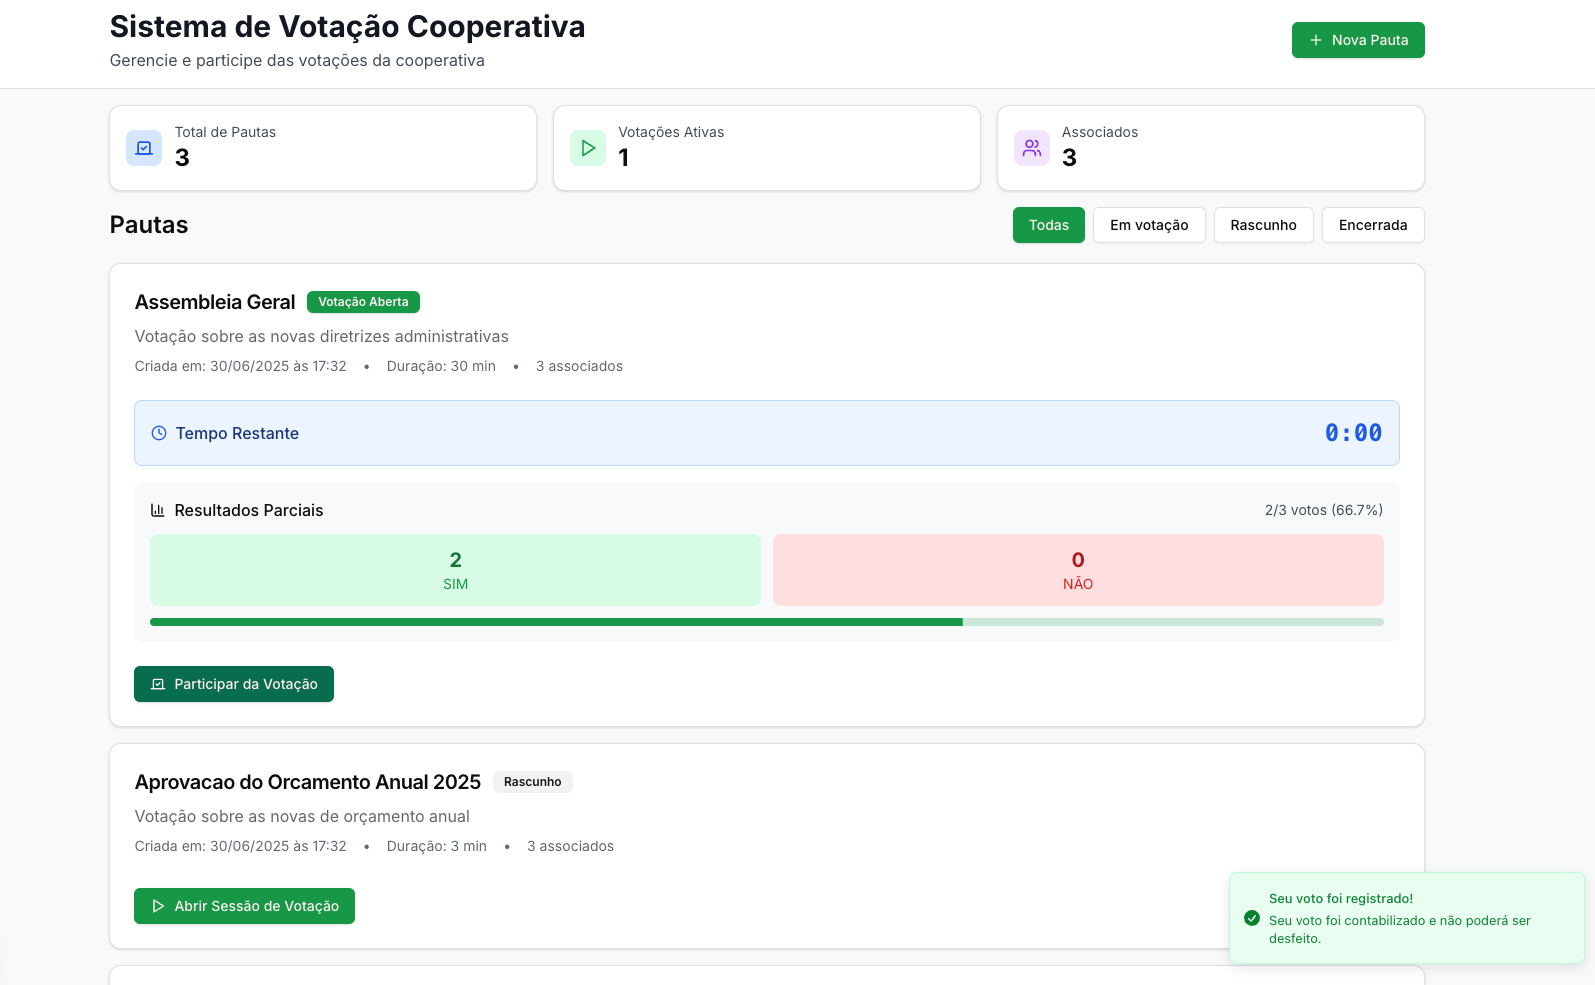 Sistema de Votação Cooperativa
Gerencie e participe das votações da cooperativa
Nova Pauta
Total de Pautas
3
Votações Ativas
1
Associados
3
Pautas
Todas
Em votação
Rascunho
Encerrada
Assembleia Geral
Votação Aberta
Votação sobre as novas diretrizes administrativas
Criada em: 30/06/2025 às 17:32 • Duração: 30 min • 3 associados
Tempo Restante
0:00
Resultados Parciais
2/3 votos (66.7%)
2
SIM
0
NÃO
Participar da Votação
Aprovacao do Orcamento Anual 2025
Rascunho
Votação sobre as novas de orçamento anual
Criada em: 30/06/2025 às 17:32 • Duração: 3 min • 3 associados
Abrir Sessão de Votação
Seu voto foi registrado!
Seu voto foi contabilizado e não poderá ser
desfeito.